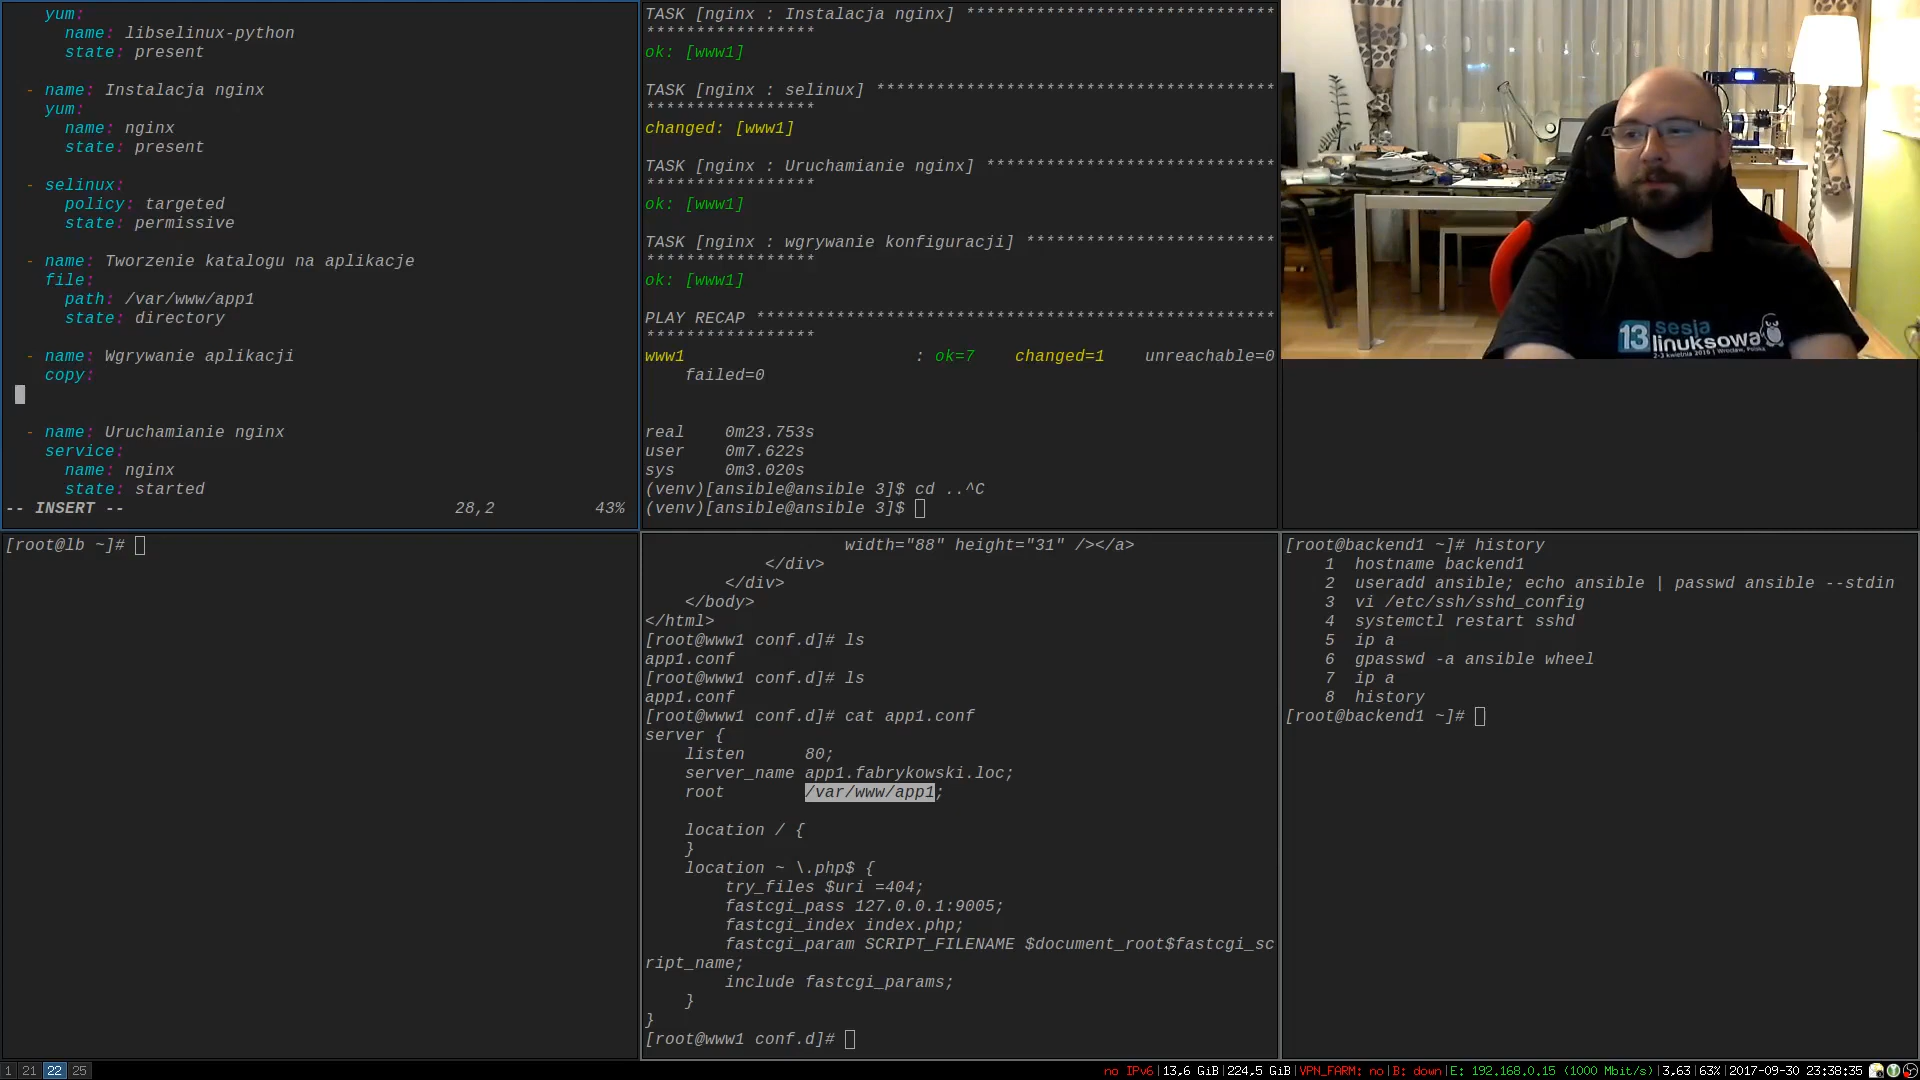 yum:
name: libselinux-python
state: present
- name: Instalacja nginx
yum:
name: nginx
state: present
- selinux:
policy: targeted
state: permissive
- name: Tworzenie katalogu na aplikacje
file:
path: /var/www/app1
state: directory
- name: Wgrywanie aplikacji
copy:
- name: Uruchamianie nginx
service:
name: nginx
state: started
-- INSERT -- 28,2 43%
TASK [nginx : Instalacja nginx] *******************************
*****************
ok: [www1]
TASK [nginx : selinux] ****************************************
*****************
changed: [www1]
TASK [nginx : Uruchamianie nginx] *****************************
*****************
ok: [www1]
TASK [nginx : wgrywanie konfiguracji] *************************
*****************
ok: [www1]
PLAY RECAP ****************************************************
*****************
www1 : ok=7 changed=1 unreachable=0
failed=0
real 0m23.753s
user 0m7.622s
sys 0m3.020s
(venv)[ansible@ansible 3]$ cd ..^C
(venv)[ansible@ansible 3]$
13 sesja
linuksowa
2-3 kwietnia 2016 | Wrocław, Polska
[root@lb ~]#
width="88" height="31" /></a>
</div>
</div>
</body>
</html>
[root@www1 conf.d]# ls
app1.conf
[root@www1 conf.d]# ls
app1.conf
[root@www1 conf.d]# cat app1.conf
server {
listen 80;
server_name app1.fabrykowski.loc;
root /var/www/app1;
location / {
}
location ~ \.php$ {
try_files $uri =404;
fastcgi_pass 127.0.0.1:9005;
fastcgi_index index.php;
fastcgi_param SCRIPT_FILENAME $document_root$fastcgi_sc
ript_name;
include fastcgi_params;
}
}
[root@www1 conf.d]#
[root@backend1 ~]# history
1 hostname backend1
2 useradd ansible; echo ansible | passwd ansible --stdin
3 vi /etc/ssh/sshd_config
4 systemctl restart sshd
5 ip a
6 gpasswd -a ansible wheel
7 ip a
8 history
[root@backend1 ~]#
1 21 22 25
no IPv6|13,6 GiB|224,5 GiB|VPN_FARM: no|B: down|E: 192.168.0.15 (1000 Mbit/s)|3,63|63%|2017-09-30 23:38:35